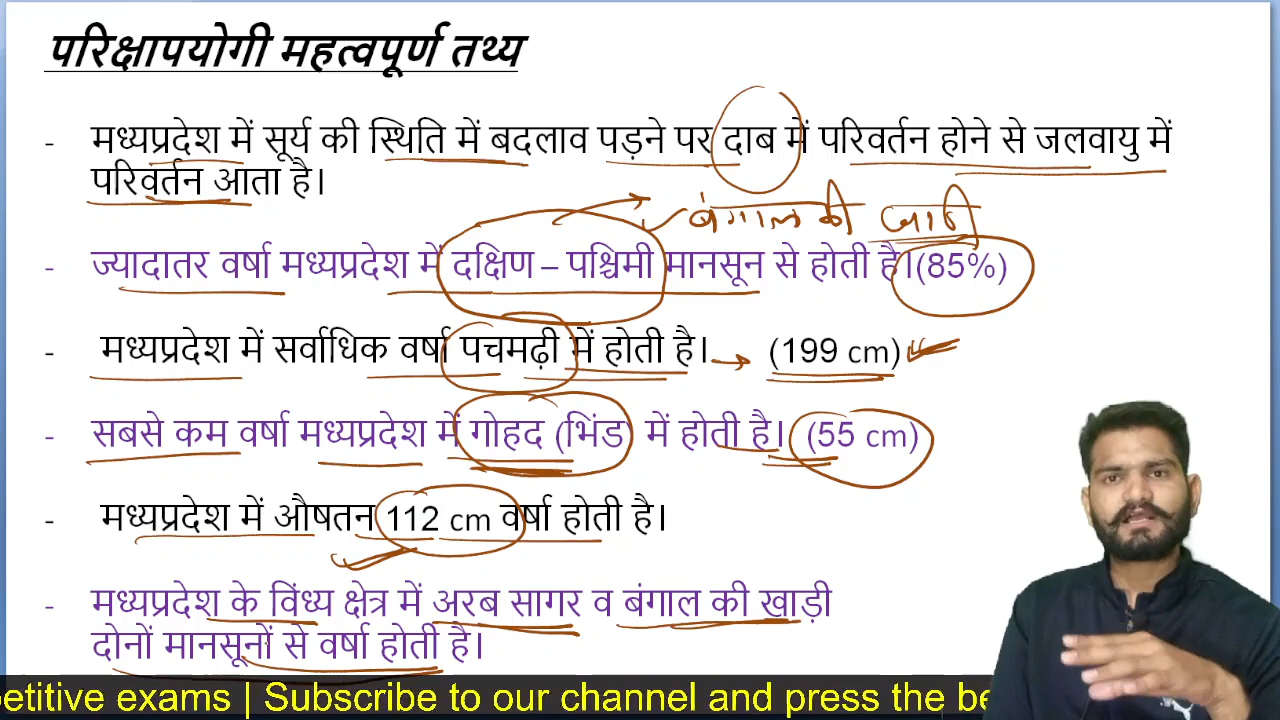 परिक्षापयोगी महत्वपूर्ण तथ्य
- मध्यप्रदेश में सूर्य की स्थिति में बदलाव पड़ने पर दाब में परिवर्तन होने से जलवायु में
परिवर्तन आता है।
बंगाल की
- ज्यादातर वर्षा मध्यप्रदेश में दक्षिण – पश्चिमी मानसून से होती है।(85%)
- मध्यप्रदेश में सर्वाधिक वर्षा पचमढ़ी में होती है। → (199 cm)
- सबसे कम वर्षा मध्यप्रदेश में गोहद (भिंड) में होती है। (55 cm)
- मध्यप्रदेश में औषतन 112 cm वर्षा होती है।
- मध्यप्रदेश के विंध्य क्षेत्र में अरब सागर व बंगाल की खाड़ी
दोनों मानसूनों से वर्षा होती है।
petitive exams | Subscribe to our channel and press the be